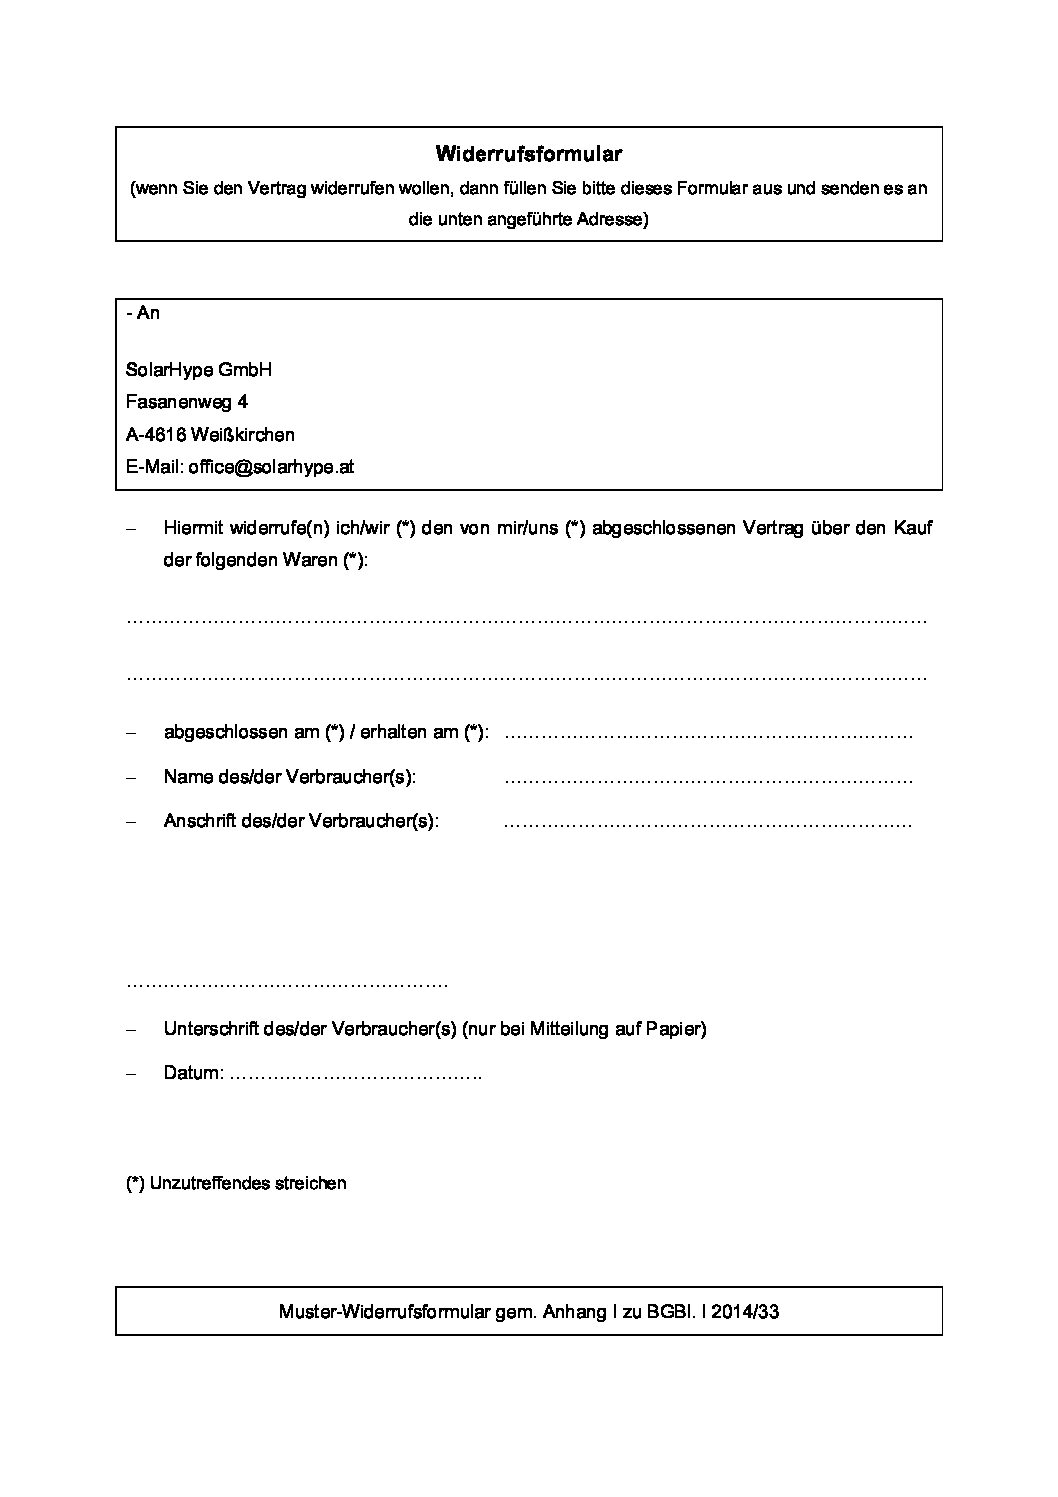 Widerrufsformular
(wenn Sie den Vertrag widerrufen wollen, dann füllen Sie bitte dieses Formular aus und senden es an
die unten angeführte Adresse)
- An
SolarHype GmbH
Fasanenweg 4
A-4616 Weißkirchen
E-Mail: office@solarhype.at
– Hiermit widerrufe(n) ich/wir (*) den von mir/uns (*) abgeschlossenen Vertrag über den Kauf
der folgenden Waren (*):
…………………………………………………………………………………………………………………
…………………………………………………………………………………………………………………
– abgeschlossen am (*) / erhalten am (*): …………………………………………………………
– Name des/der Verbraucher(s): …………………………………………………………
– Anschrift des/der Verbraucher(s): …………………………………………………………
…………………………………………….
– Unterschrift des/der Verbraucher(s) (nur bei Mitteilung auf Papier)
– Datum: …………………………………..
(*) Unzutreffendes streichen
Muster-Widerrufsformular gem. Anhang I zu BGBl. I 2014/33